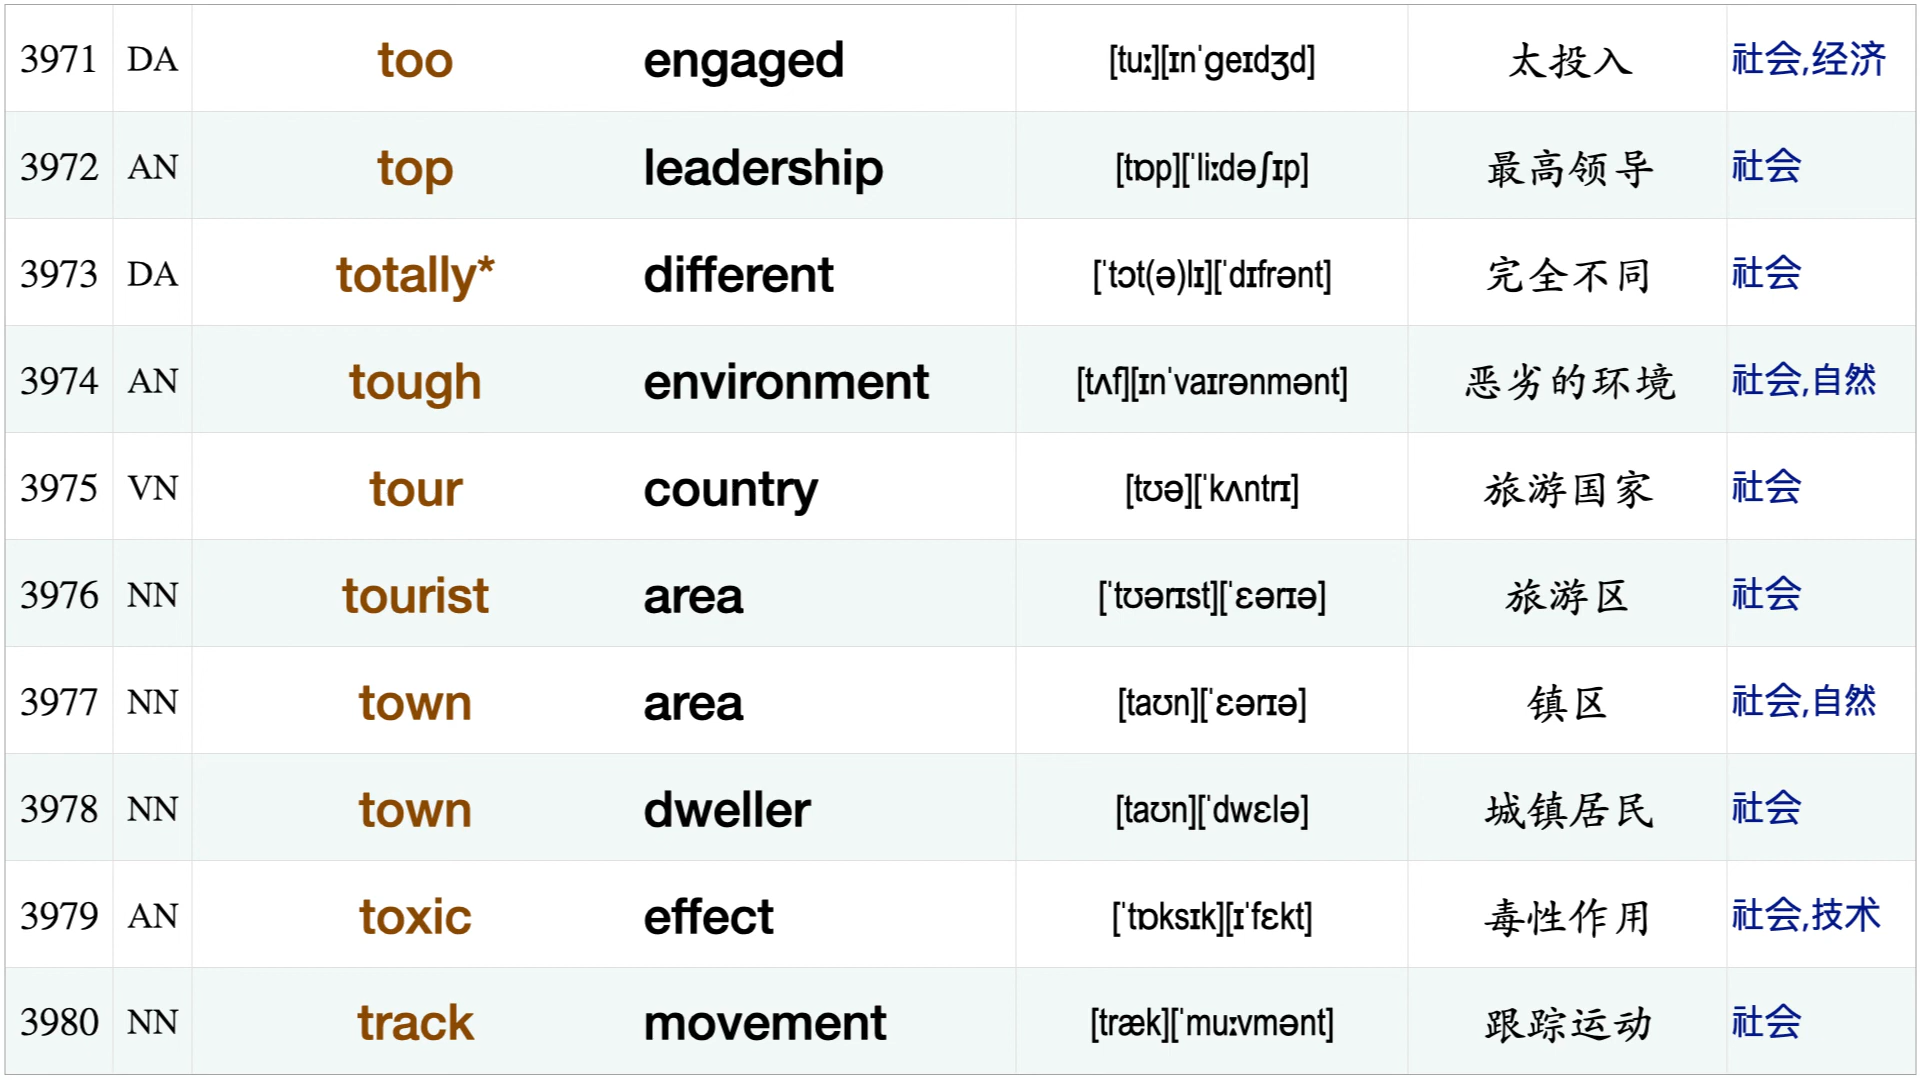 3971 DA too engaged [tuː][ɪnˈgeɪdʒd] 太投入 社会,经济
3972 AN top leadership [tɒp][ˈliːdəʃɪp] 最高领导 社会
3973 DA totally* different [ˈtɔt(ə)lɪ][ˈdɪfrənt] 完全不同 社会
3974 AN tough environment [tʌf][ɪnˈvaɪrənmənt] 恶劣的环境 社会,自然
3975 VN tour country [tʊə][ˈkʌntrɪ] 旅游国家 社会
3976 NN tourist area [ˈtʊərɪst][ˈɛərɪə] 旅游区 社会
3977 NN town area [taʊn][ˈɛərɪə] 镇区 社会,自然
3978 NN town dweller [taʊn][ˈdwɛlə] 城镇居民 社会
3979 AN toxic effect [ˈtɒksɪk][ɪˈfɛkt] 毒性作用 社会,技术
3980 NN track movement [træk][ˈmuːvmənt] 跟踪运动 社会